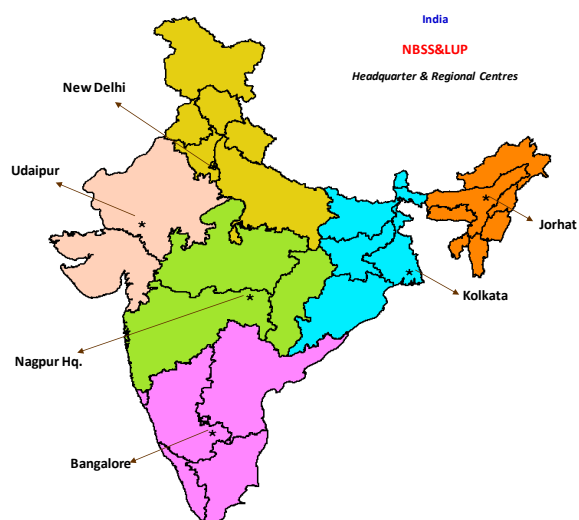 India
NBSS&LUP
Headquarter & Regional Centres
New Delhi
Udaipur
Jorhat
Kolkata
Nagpur Hq.
Bangalore